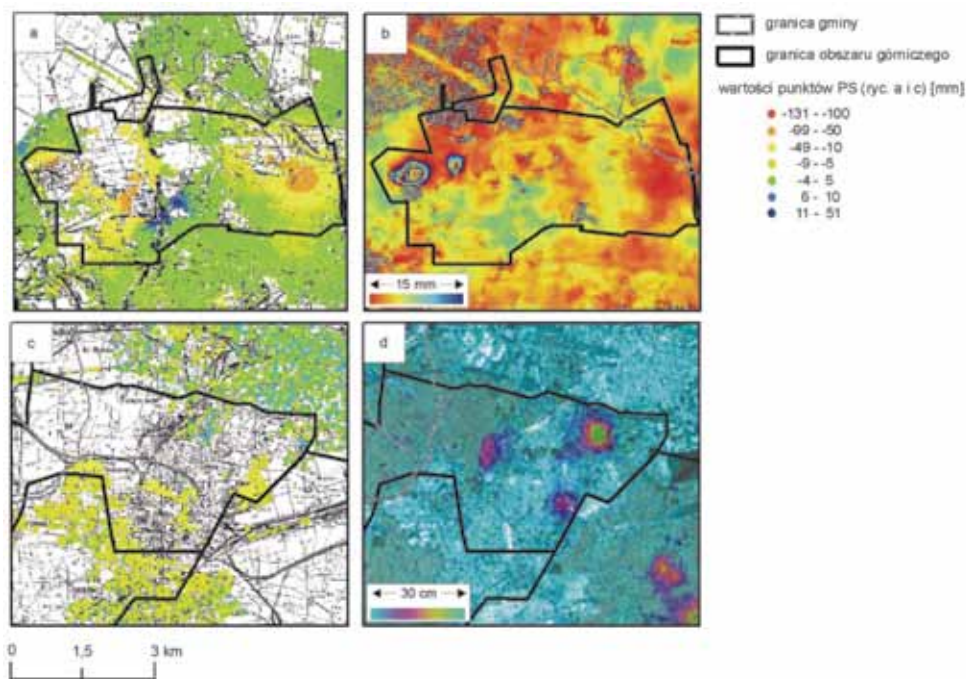 a
b
c
d
granica gminy
granica obszaru górniczego
wartości punktów PS (ryc. a i c) [mm]
-131 - -100
-99 - -50
-49 - -10
-9 - -5
-4 - 5
6 - 10
11 - 51
15 mm
30 cm
0 1,5 3 km